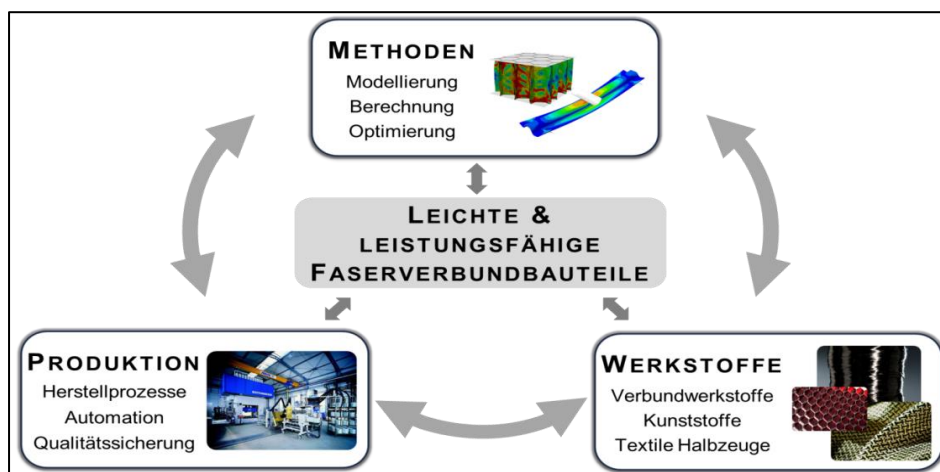 METHODEN
Modellierung
Berechnung
Optimierung
LEICHTE &
LEISTUNGSFÄHIGE
FASERVERBUNDBAUTEILE
PRODUKTION
Herstellprozesse
Automation
Qualitätssicherung
WERKSTOFFE
Verbundwerkstoffe
Kunststoffe
Textile Halbzeuge